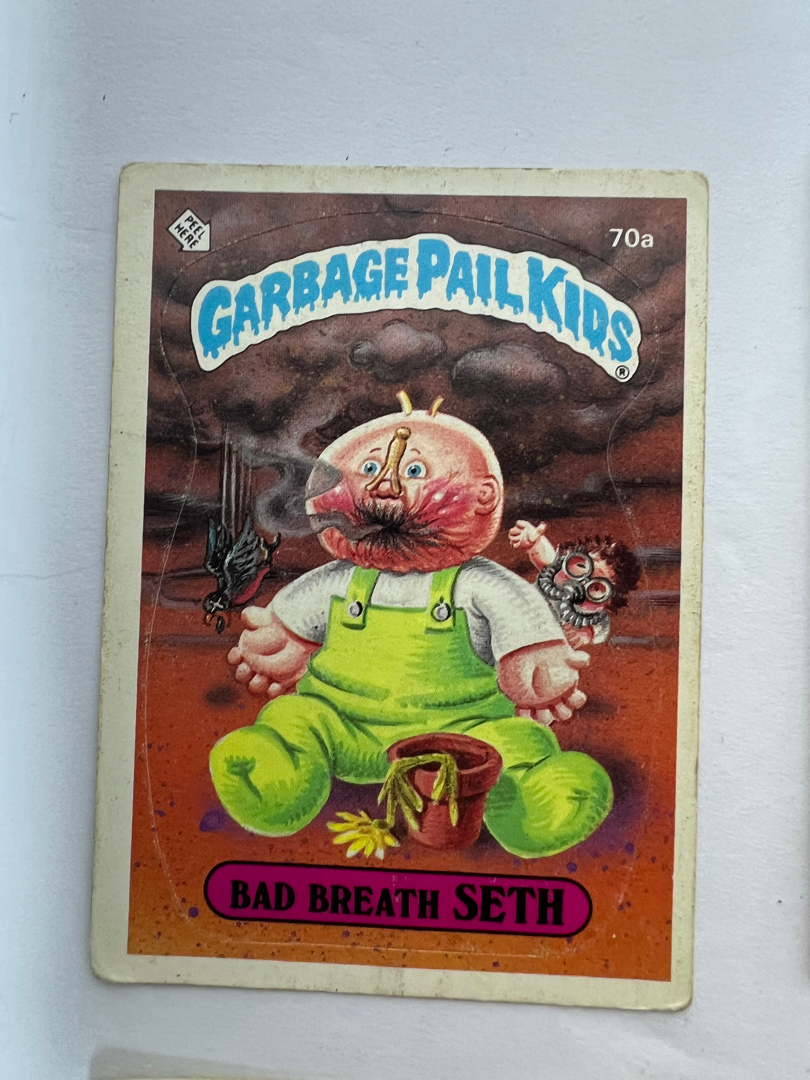 PEEL
HERE
70a
GARBAGE PAIL KIDS
®
BAD BREATH SETH